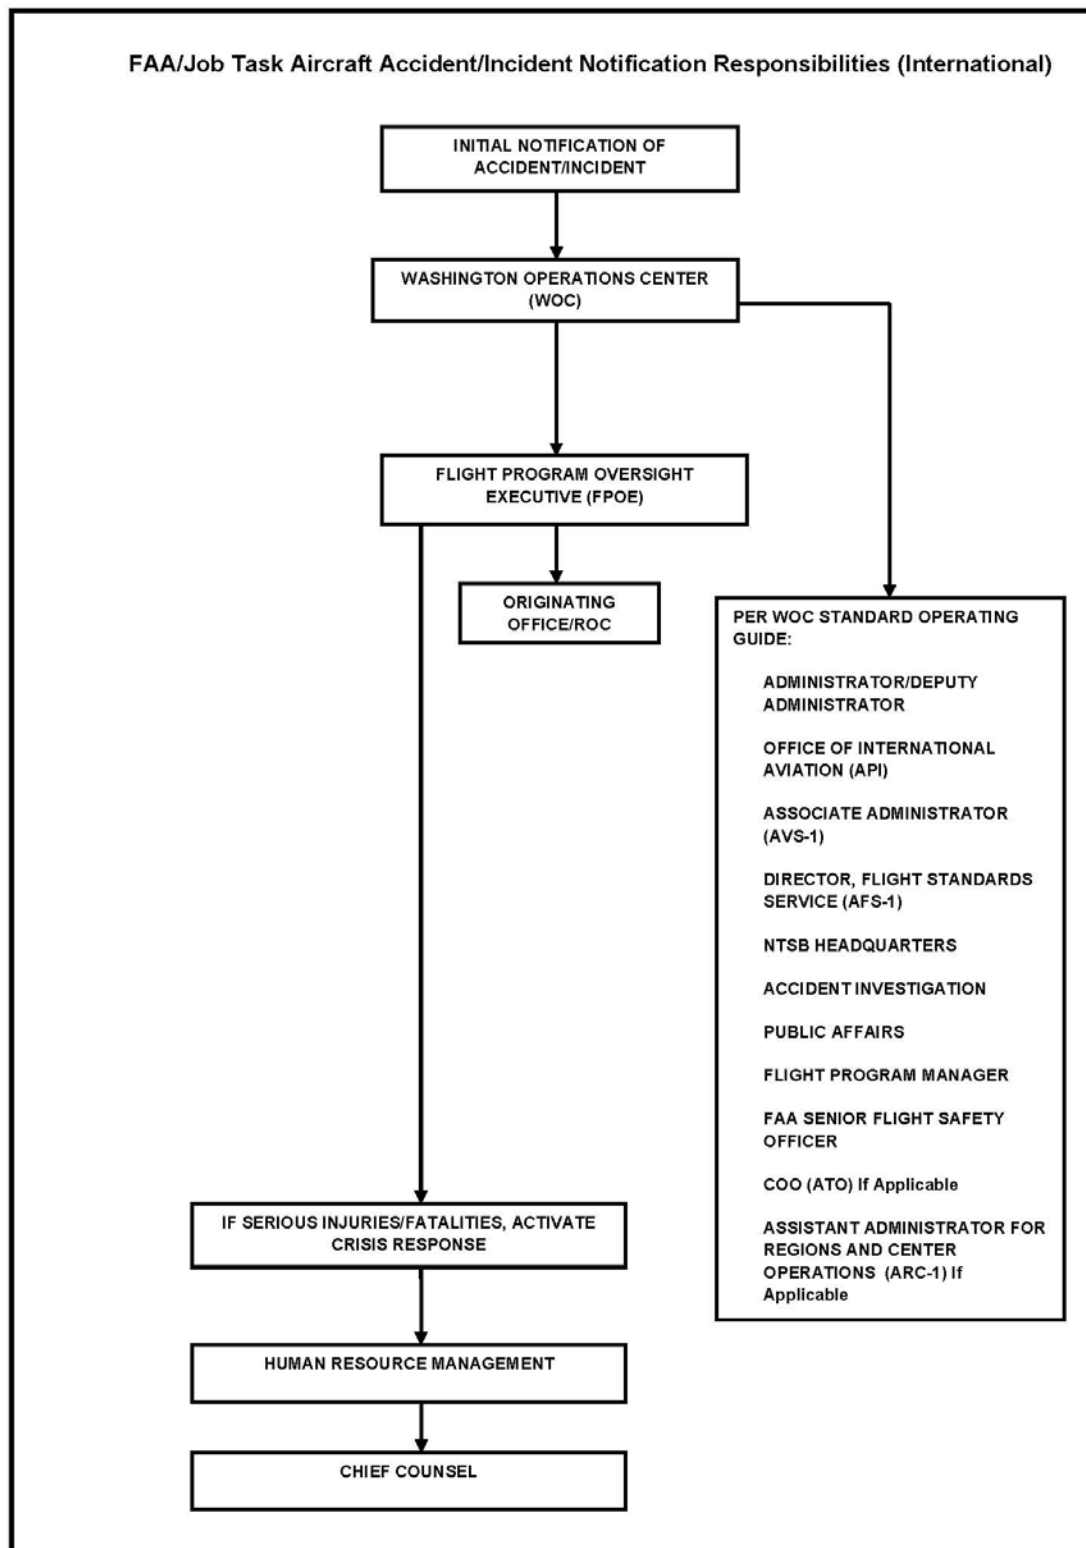 FAA/Job Task Aircraft Accident/Incident Notification Responsibilities (International)
INITIAL NOTIFICATION OF
ACCIDENT/INCIDENT
WASHINGTON OPERATIONS CENTER
(WOC)
FLIGHT PROGRAM OVERSIGHT
EXECUTIVE (FPOE)
ORIGINATING
OFFICE/ROC
PER WOC STANDARD OPERATING
GUIDE:
ADMINISTRATOR/DEPUTY
ADMINISTRATOR
OFFICE OF INTERNATIONAL
AVIATION (API)
ASSOCIATE ADMINISTRATOR
(AVS-1)
DIRECTOR, FLIGHT STANDARDS
SERVICE (AFS-1)
NTSB HEADQUARTERS
ACCIDENT INVESTIGATION
PUBLIC AFFAIRS
FLIGHT PROGRAM MANAGER
FAA SENIOR FLIGHT SAFETY
OFFICER
COO (ATO) If Applicable
ASSISTANT ADMINISTRATOR FOR
REGIONS AND CENTER
OPERATIONS (ARC-1) If
Applicable
IF SERIOUS INJURIES/FATALITIES, ACTIVATE
CRISIS RESPONSE
HUMAN RESOURCE MANAGEMENT
CHIEF COUNSEL